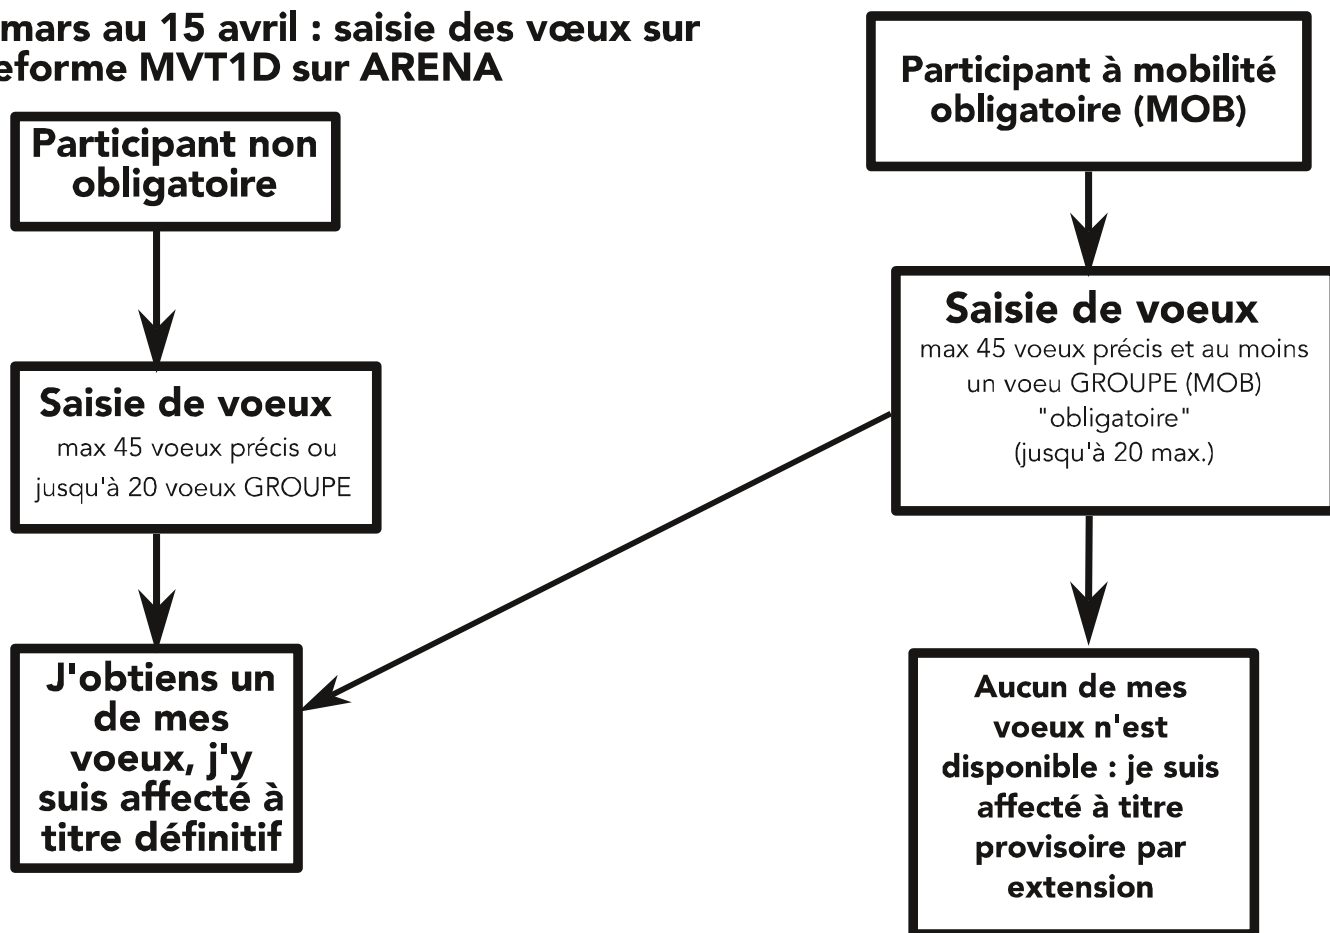 mars au 15 avril : saisie des vœux sur
eforme MVT1D sur ARENA
Participant non
obligatoire
Saisie de voeux
max 45 voeux précis ou
jusqu'à 20 voeux GROUPE
J'obtiens un
de mes
voeux, j'y
suis affecté à
titre définitif
Participant à mobilité
obligatoire (MOB)
Saisie de voeux
max 45 voeux précis et au moins
un voeu GROUPE (MOB)
"obligatoire"
(jusqu'à 20 max.)
Aucun de mes
voeux n'est
disponible : je suis
affecté à titre
provisoire par
extension